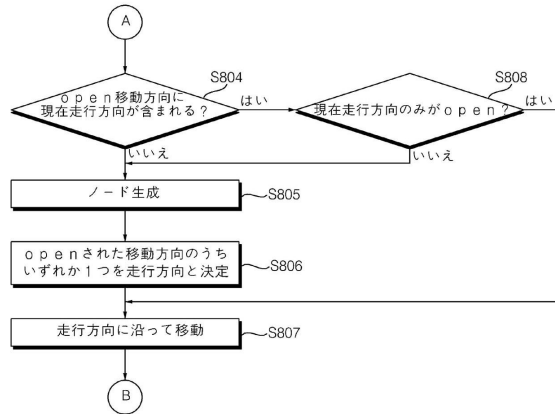 A
S804
open移動方向に
現在走行方向が含まれる？
はい
S808
現在走行方向のみがopen？
はい
いいえ
いいえ
ノード生成
S805
openされた移動方向のうち
いずれか1つを走行方向と決定
S806
走行方向に沿って移動
S807
B